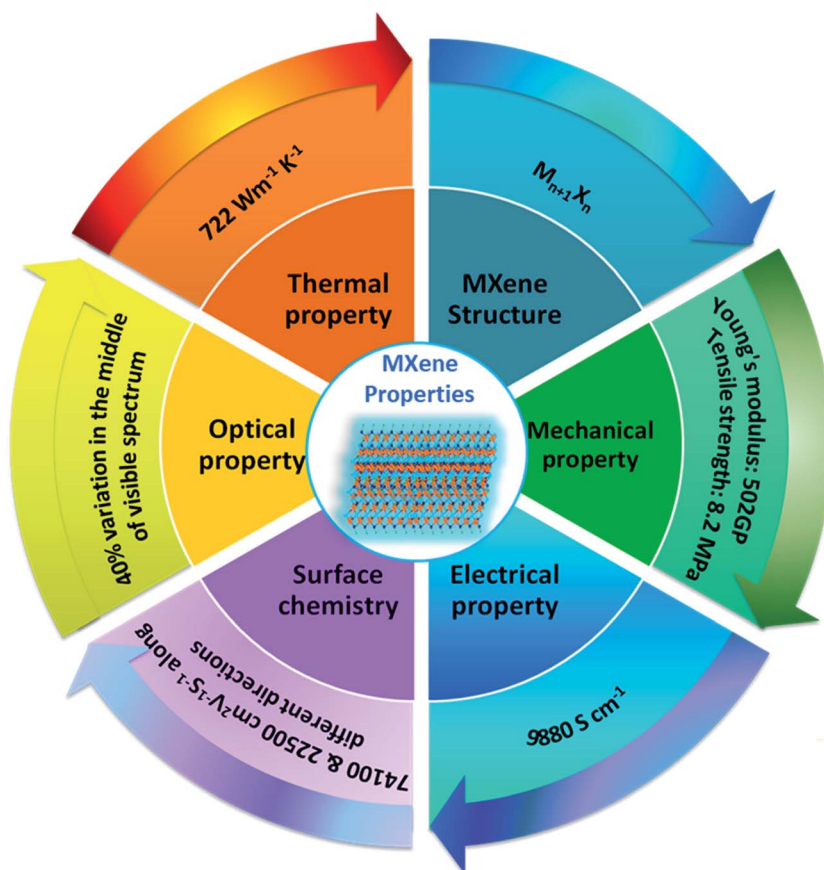 MXene
Properties
MXene
Structure
M₍n+1₎Xₙ
Mechanical
property
Young's modulus: 502GP
Tensile strength: 8.2 MPa
Electrical
property
9880 S cm⁻¹
Surface
chemistry
74100 & 22500 cm²V⁻¹S⁻¹ along
different directions
Optical
property
40% variation in the middle
of visible spectrum
Thermal
property
722 Wm⁻¹ K⁻¹